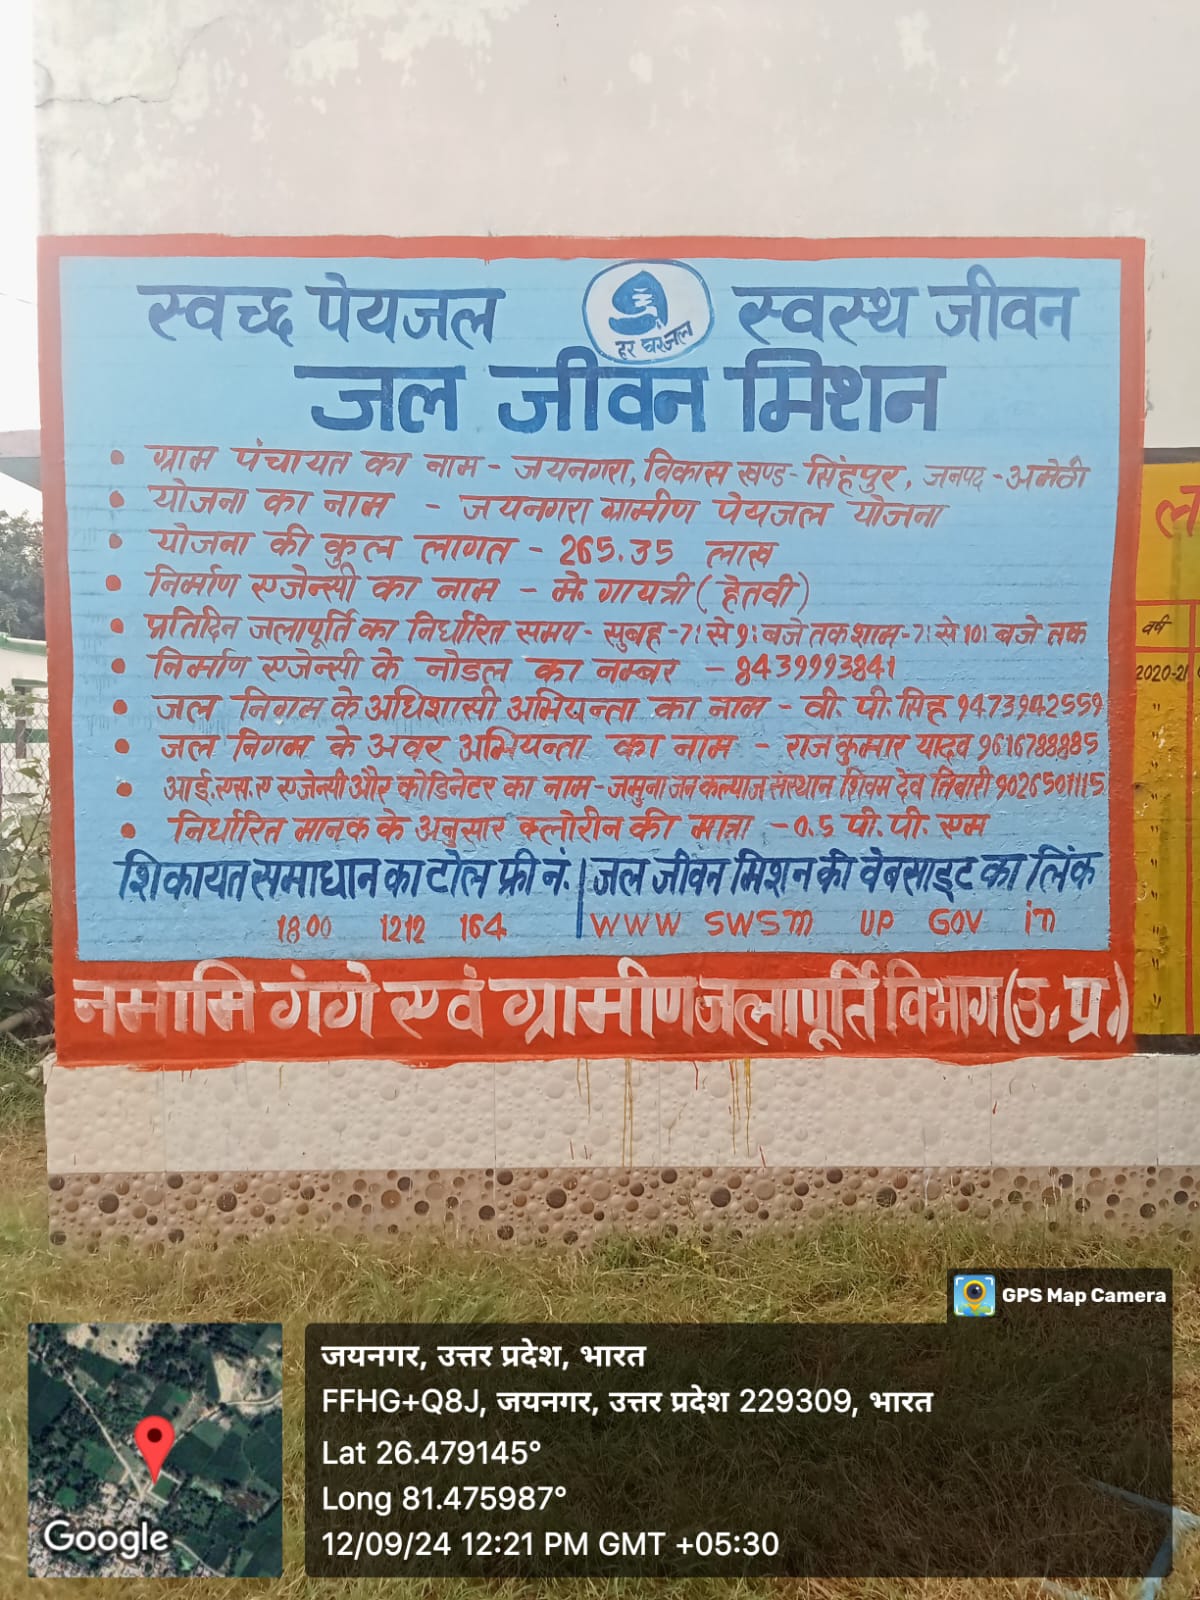 स्वच्छ पेयजल हर घर जल स्वस्थ जीवन
जल जीवन मिशन
• ग्राम पंचायत का नाम - जयनगरा, विकास खण्ड - सिंहपुर, जनपद - अमेठी
• योजना का नाम - जयनगरा ग्रामीण पेयजल योजना
• योजना की कुल लागत - 265.35 लाख
• निर्माण एजेन्सी का नाम - मे. गायत्री (हेतवी)
• प्रतिदिन जलापूर्ति का निर्धारित समय - सुबह - 7: से 9: बजे तक शाम - 7: से 10: बजे तक
• निर्माण एजेन्सी के नोडल का नम्बर - 8439993841
• जल निगम के अधिशासी अभियन्ता का नाम - वी. पी. सिंह 9473942559
• जल निगम के अवर अभियन्ता का नाम - राजकुमार यादव 9616788885
• आई.एस.ए एजेन्सी और कोडिनेटर का नाम - जमुना जन कल्याज संस्थान शिवम देव तिवारी 9026501115
• निर्धारित मानक के अनुसार क्लोरीन की मात्रा - 0.5 पी. पी. एम
शिकायत समाधान का टोल फ्री नं. | जल जीवन मिशन की वेबसाइट का लिंक
1800 1212 164 | WWW SWSM UP GOV in
नमामि गंगे एवं ग्रामीण जलापूर्ति विभाग (उ. प्र.)
वर्ष
2020-21
GPS Map Camera
जयनगर, उत्तर प्रदेश, भारत
FFHG+Q8J, जयनगर, उत्तर प्रदेश 229309, भारत
Lat 26.479145°
Long 81.475987°
12/09/24 12:21 PM GMT +05:30
Google